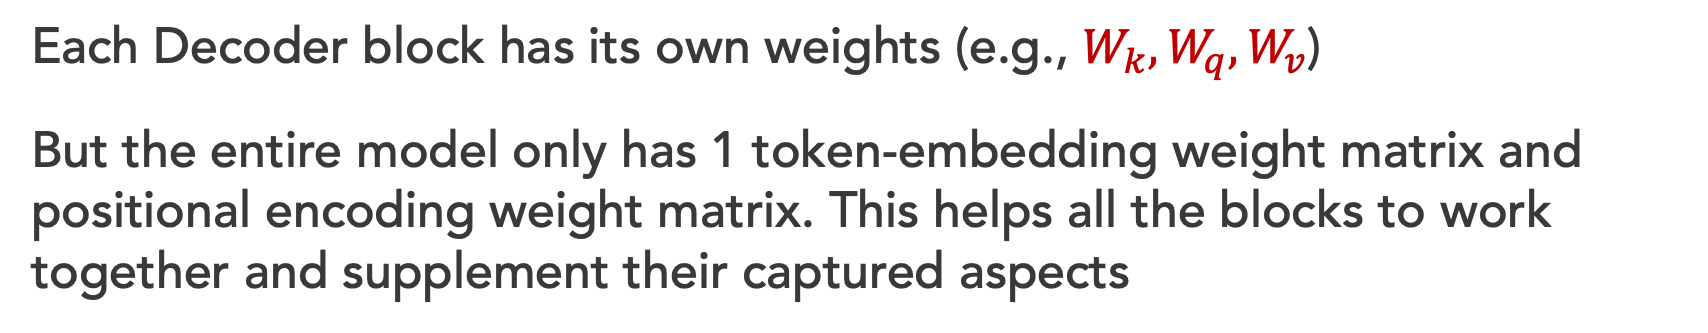 Each Decoder block has its own weights (e.g., W_k, W_q, W_v)
But the entire model only has 1 token-embedding weight matrix and
positional encoding weight matrix. This helps all the blocks to work
together and supplement their captured aspects